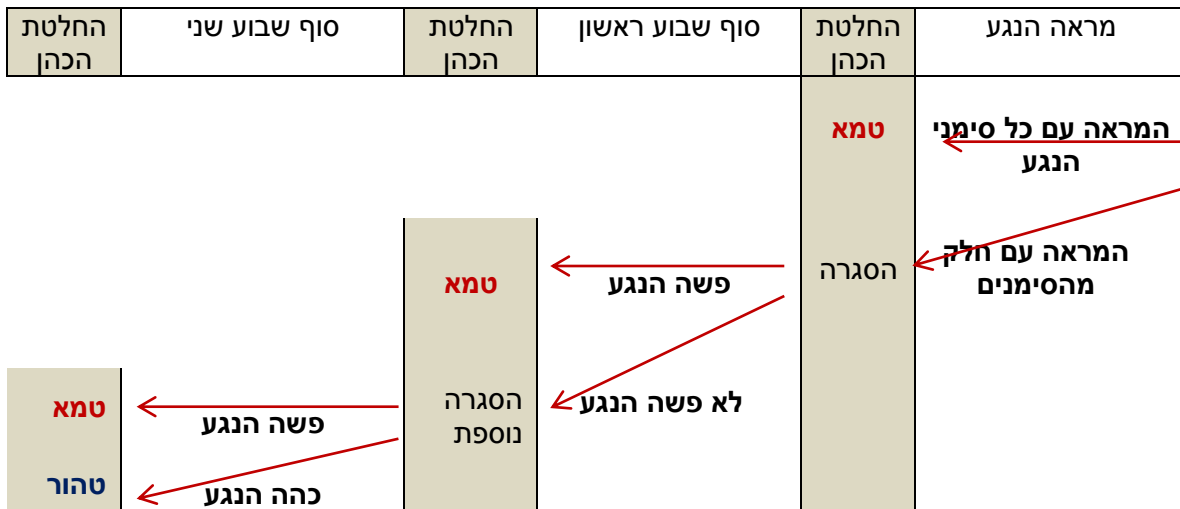 מראה הנגע
החלטת
הכהן
סוף שבוע ראשון
החלטת
הכהן
סוף שבוע שני
החלטת
הכהן
המראה עם כל סימני
הנגע
טמא
המראה עם חלק
מהסימנים
הסגרה
פשה הנגע
טמא
לא פשה הנגע
הסגרה
נוספת
פשה הנגע
טמא
כהה הנגע
טהור